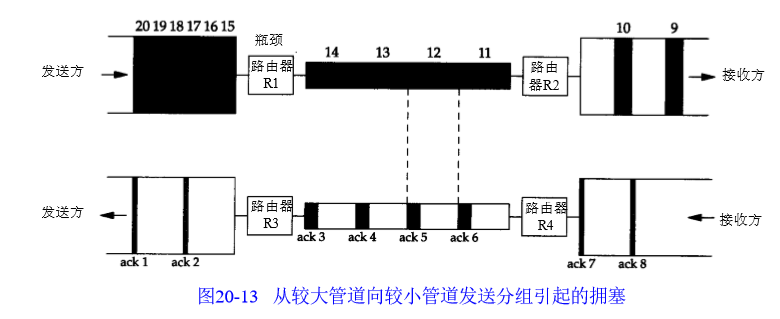 20 19 18 17 16 15
瓶颈
14 13 12 11
10 9
发送方
路由器
R1
路由
器R2
接收方
发送方
路由器
R3
路由器
R4
接收方
ack 3 ack 4 ack 5 ack 6
ack 1 ack 2
ack 7 ack 8
图20-13 从较大管道向较小管道发送分组引起的拥塞